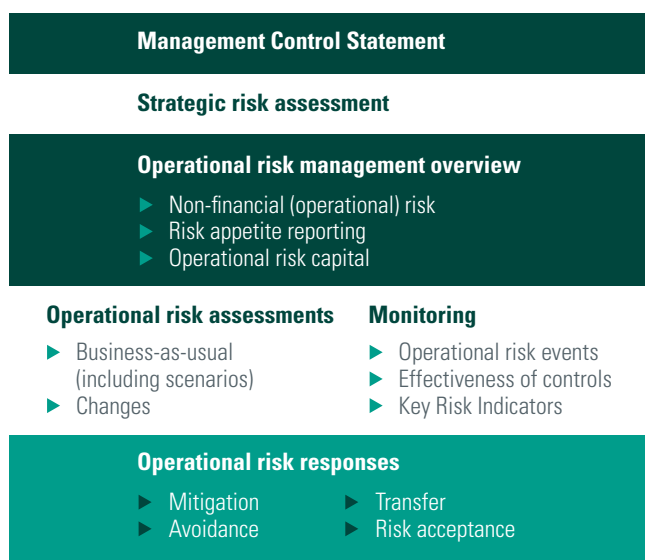 Management Control Statement
Strategic risk assessment
Operational risk management overview
Non-financial (operational) risk
Risk appetite reporting
Operational risk capital
Operational risk assessments
Business-as-usual
(including scenarios)
Changes
Monitoring
Operational risk events
Effectiveness of controls
Key Risk Indicators
Operational risk responses
Mitigation
Avoidance
Transfer
Risk acceptance